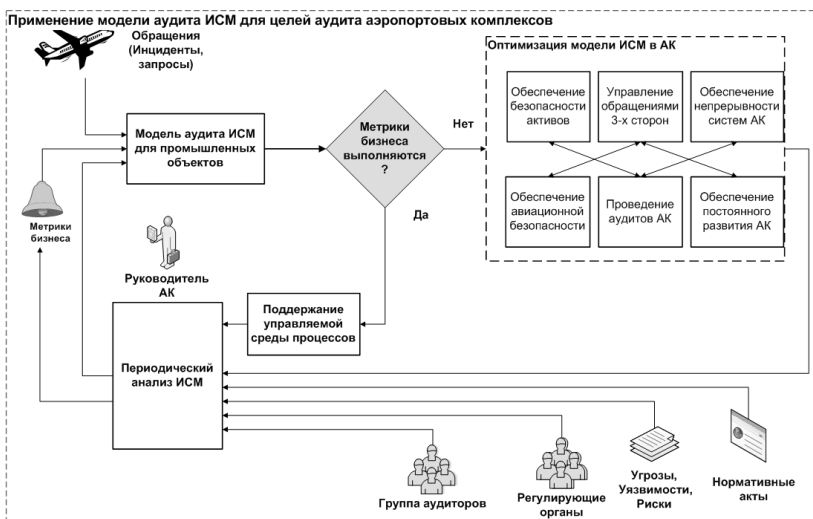 Применение модели аудита ИСМ для целей аудита аэропортовых комплексов
Обращения
(Инциденты,
запросы)
Модель аудита ИСМ
для промышленных
объектов
Метрики
бизнеса
выполняются
?
Нет
Да
Оптимизация модели ИСМ в АК
Обеспечение
безопасности
активов
Управление
обращениями
3-х сторон
Обеспечение
непрерывности
систем АК
Обеспечение
авиационной
безопасности
Проведение
аудитов АК
Обеспечение
постоянного
развития АК
Метрики
бизнеса
Руководитель
АК
Поддержание
управляемой
среды процессов
Периодический
анализ ИСМ
Группа аудиторов
Регулирующие
органы
Угрозы,
Уязвимости,
Риски
Нормативные
акты